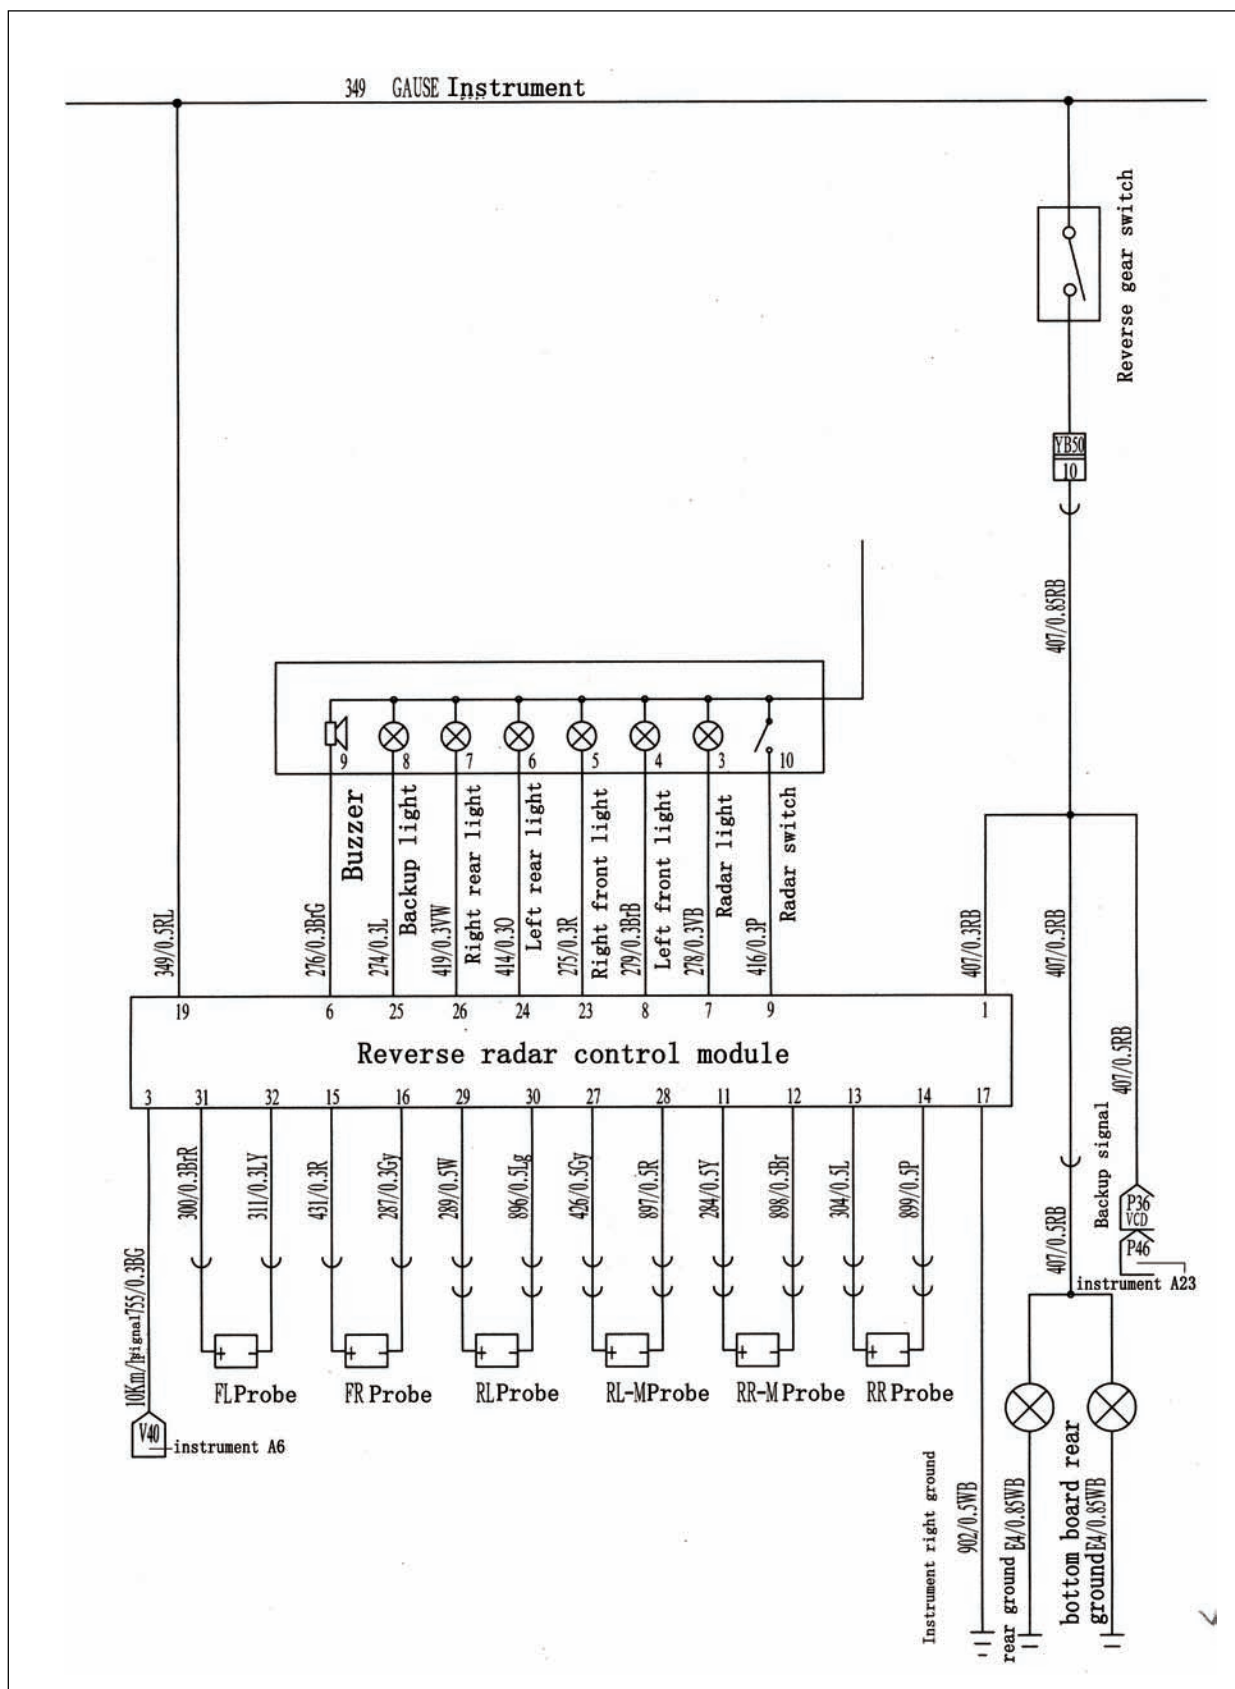 349 GAUSE Instrument
Reverse gear switch
YB50
10
407/0.85RB
9 8 7 6 5 4 3 10
Buzzer
Backup light
Right rear light
Left rear light
Right front light
Left front light
Radar light
Radar switch
349/0.5RL
276/0.3BrG
274/0.3L
419/0.3VW
414/0.3O
275/0.3R
279/0.3BrB
278/0.3VB
416/0.3P
407/0.3RB
407/0.5RB
407/0.5RB
19 6 25 26 24 23 8 7 9 1
Reverse radar control module
3 31 32 15 16 29 30 27 28 11 12 13 14 17
300/0.3BrR
311/0.3LY
431/0.3R
287/0.3Gy
289/0.5W
896/0.5Lg
426/0.5Gy
897/0.5R
284/0.5Y
898/0.5Br
304/0.5L
899/0.5P
Backup signal
P36
VCD
P46
instrument A23
407/0.5RB
10Km/hsignal755/0.3BG
+ - + - + - + - + - + -
FL Probe FR Probe RL Probe RL-M Probe RR-M Probe RR Probe
V40
instrument A6
Instrument right ground
902/0.5WB
rear ground E4/0.85WB
bottom board rear
ground E4/0.85WB